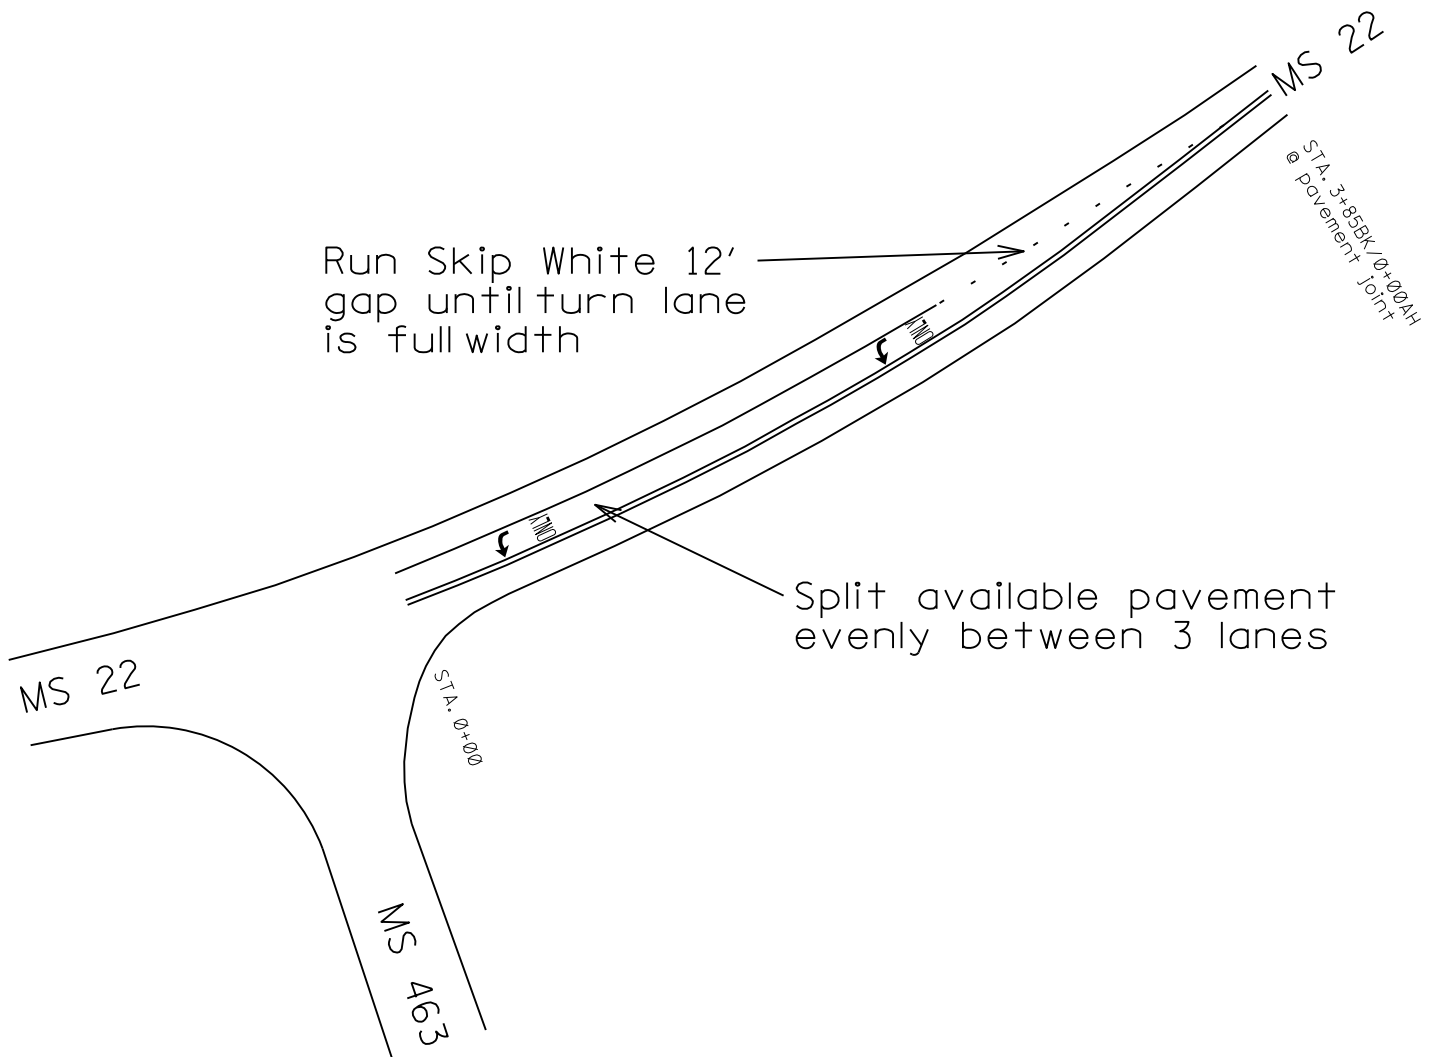 MS 22
STA. 3+85BK/0+00AH
@ pavement joint
Run Skip White 12'
gap until turn lane
is full width
ONLY
ONLY
Split available pavement
evenly between 3 lanes
MS 22
STA. 0+00
MS 463